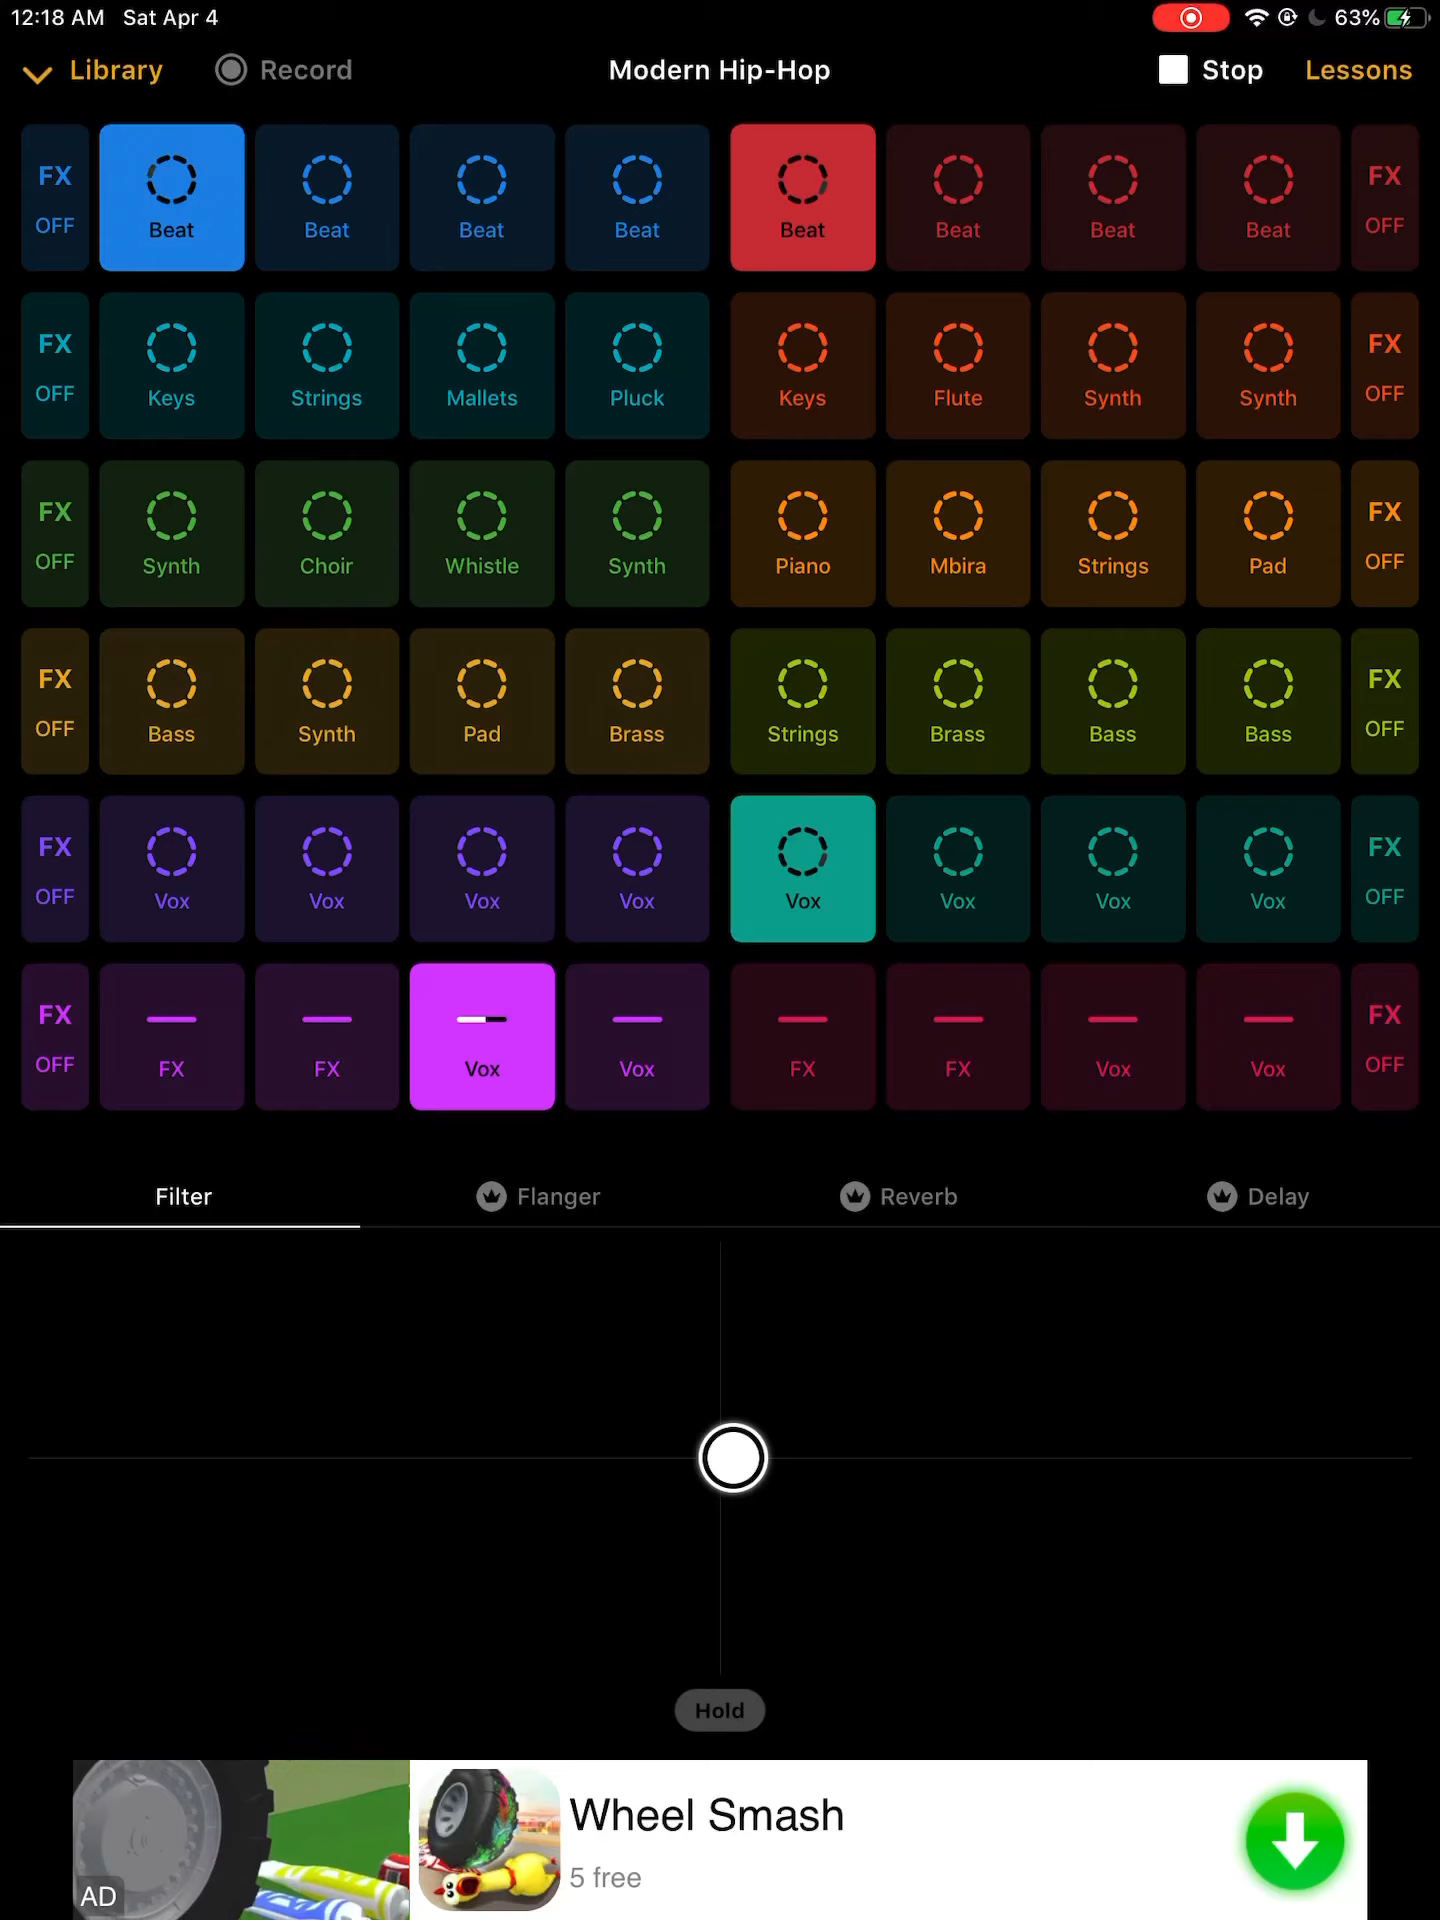 12:18 AM Sat Apr 4 63%
Library Record Modern Hip-Hop Stop Lessons
FX Beat Beat Beat Beat Beat Beat Beat Beat FX
OFF OFF
FX Keys Strings Mallets Pluck Keys Flute Synth Synth FX
OFF OFF
FX Synth Choir Whistle Synth Piano Mbira Strings Pad FX
OFF OFF
FX Bass Synth Pad Brass Strings Brass Bass Bass FX
OFF OFF
FX Vox Vox Vox Vox Vox Vox Vox Vox FX
OFF OFF
FX FX FX Vox Vox FX FX Vox Vox FX
OFF OFF
Filter Flanger Reverb Delay
Hold
Wheel Smash
5 free
AD